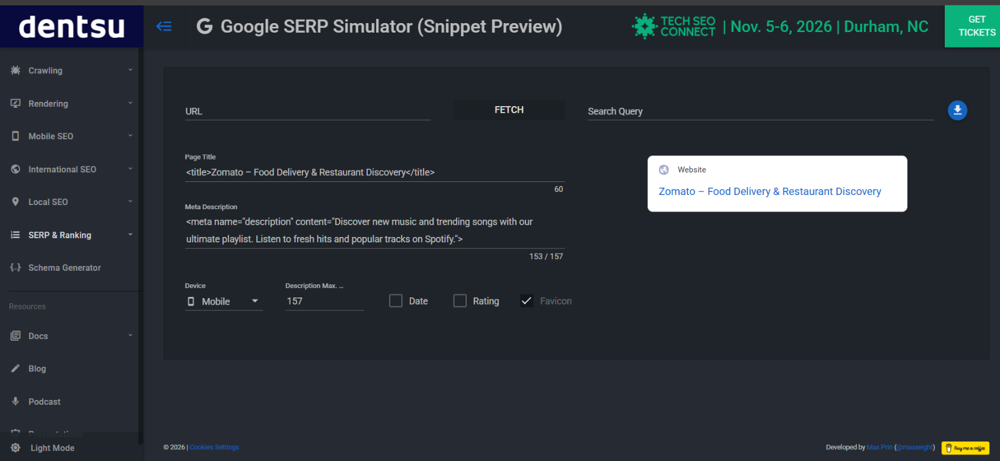 dentsu
Google SERP Simulator (Snippet Preview)
TECH SEO
CONNECT
| Nov. 5-6, 2026 | Durham, NC
GET
TICKETS
Crawling
Rendering
Mobile SEO
International SEO
Local SEO
SERP & Ranking
Schema Generator
Resources
Docs
Blog
Podcast
Presentations
Light Mode
URL
FETCH
Search Query
Page Title
<title>Zomato – Food Delivery & Restaurant Discovery</title>
60
Meta Description
<meta name="description" content="Discover new music and trending songs with our
ultimate playlist. Listen to fresh hits and popular tracks on Spotify.">
153 / 157
Device
Mobile
Description Max. ...
157
Date
Rating
Favicon
Website
Zomato – Food Delivery & Restaurant Discovery
© 2026 | Cookies Settings
Developed by Max Prin (@maxxeight)
Buy me a coffee